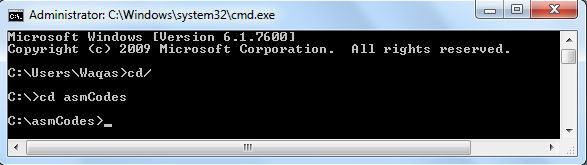 Administrator: C:\Windows\system32\cmd.exe
Microsoft Windows [Version 6.1.7600]
Copyright (c) 2009 Microsoft Corporation.  All rights reserved.
C:\Users\Waqas>cd/
C:\>cd asmCodes
C:\asmCodes>_